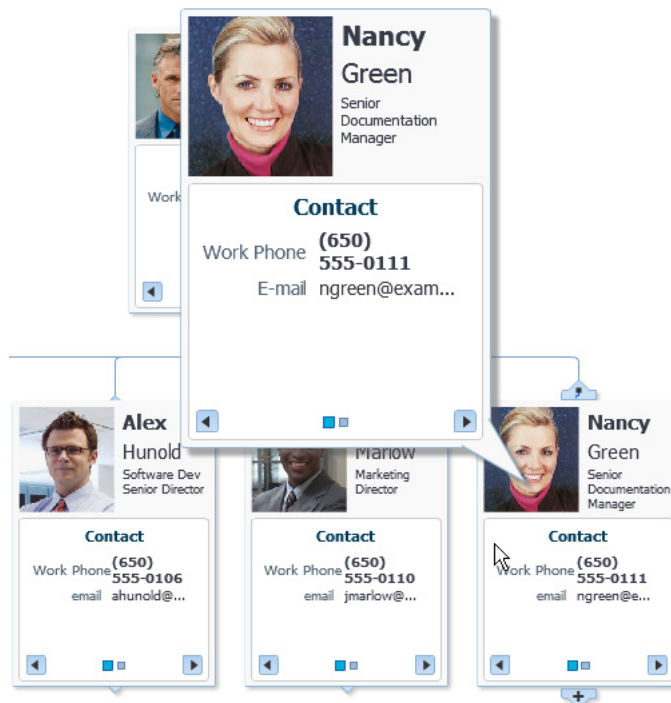 Nancy
Green
Senior
Documentation
Manager
Work
Contact
Work Phone (650)
555-0111
E-mail ngreen@exam...
Alex
Hunold
Software Dev
Senior Director
Contact
Work Phone (650)
555-0106
email ahunold@...
Marlow
Marketing
Director
Contact
Work Phone (650)
555-0110
email jmarlow@...
Nancy
Green
Senior
Documentation
Manager
Contact
Work Phone (650)
555-0111
email ngreen@e...